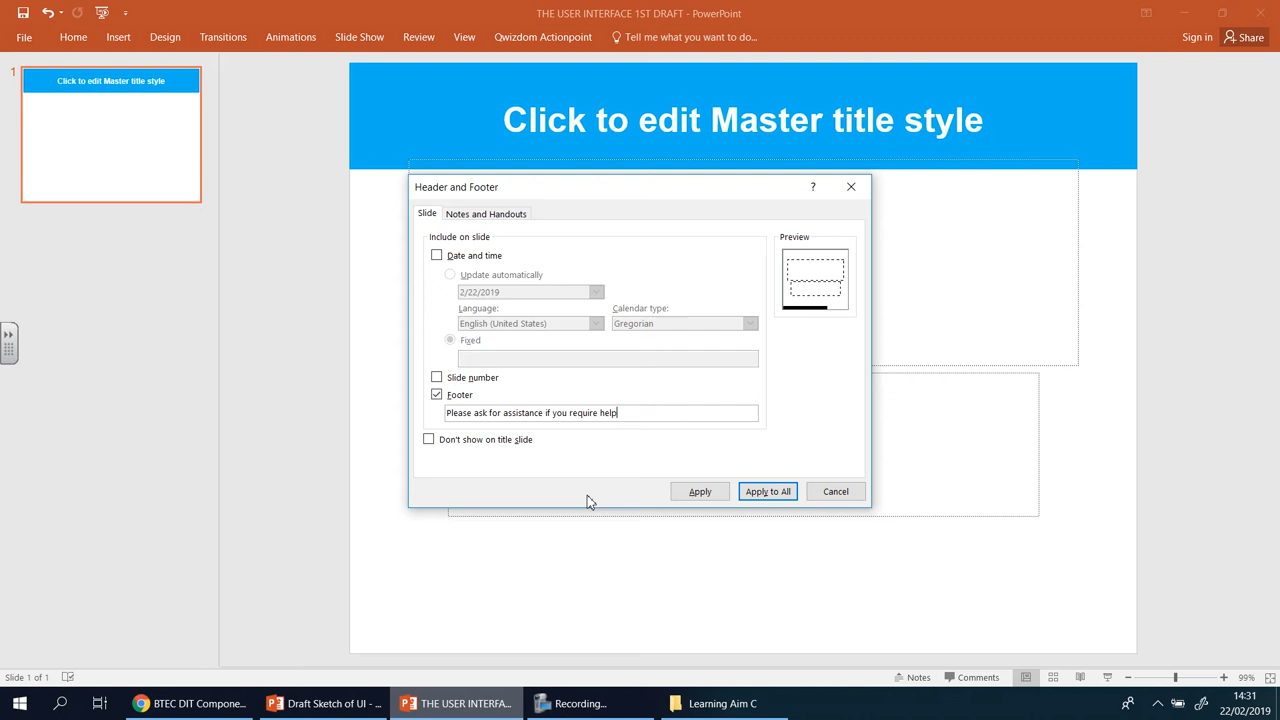 THE USER INTERFACE 1ST DRAFT - PowerPoint
File
Home
Insert
Design
Transitions
Animations
Slide Show
Review
View
Qwizdom Actionpoint
Tell me what you want to do...
Sign in
Share
1
Click to edit Master title style
Click to edit Master title style
Header and Footer
?
Slide
Notes and Handouts
Include on slide
Preview
Date and time
Update automatically
2/22/2019
Language:
Calendar type:
English (United States)
Gregorian
Fixed
Slide number
Footer
Please ask for assistance if you require help
Don't show on title slide
Apply
Apply to All
Cancel
Slide 1 of 1
Notes
Comments
99%
BTEC DIT Compone...
Draft Sketch of UI - ...
THE USER INTERFA...
Recording...
Learning Aim C
14:31
22/02/2019